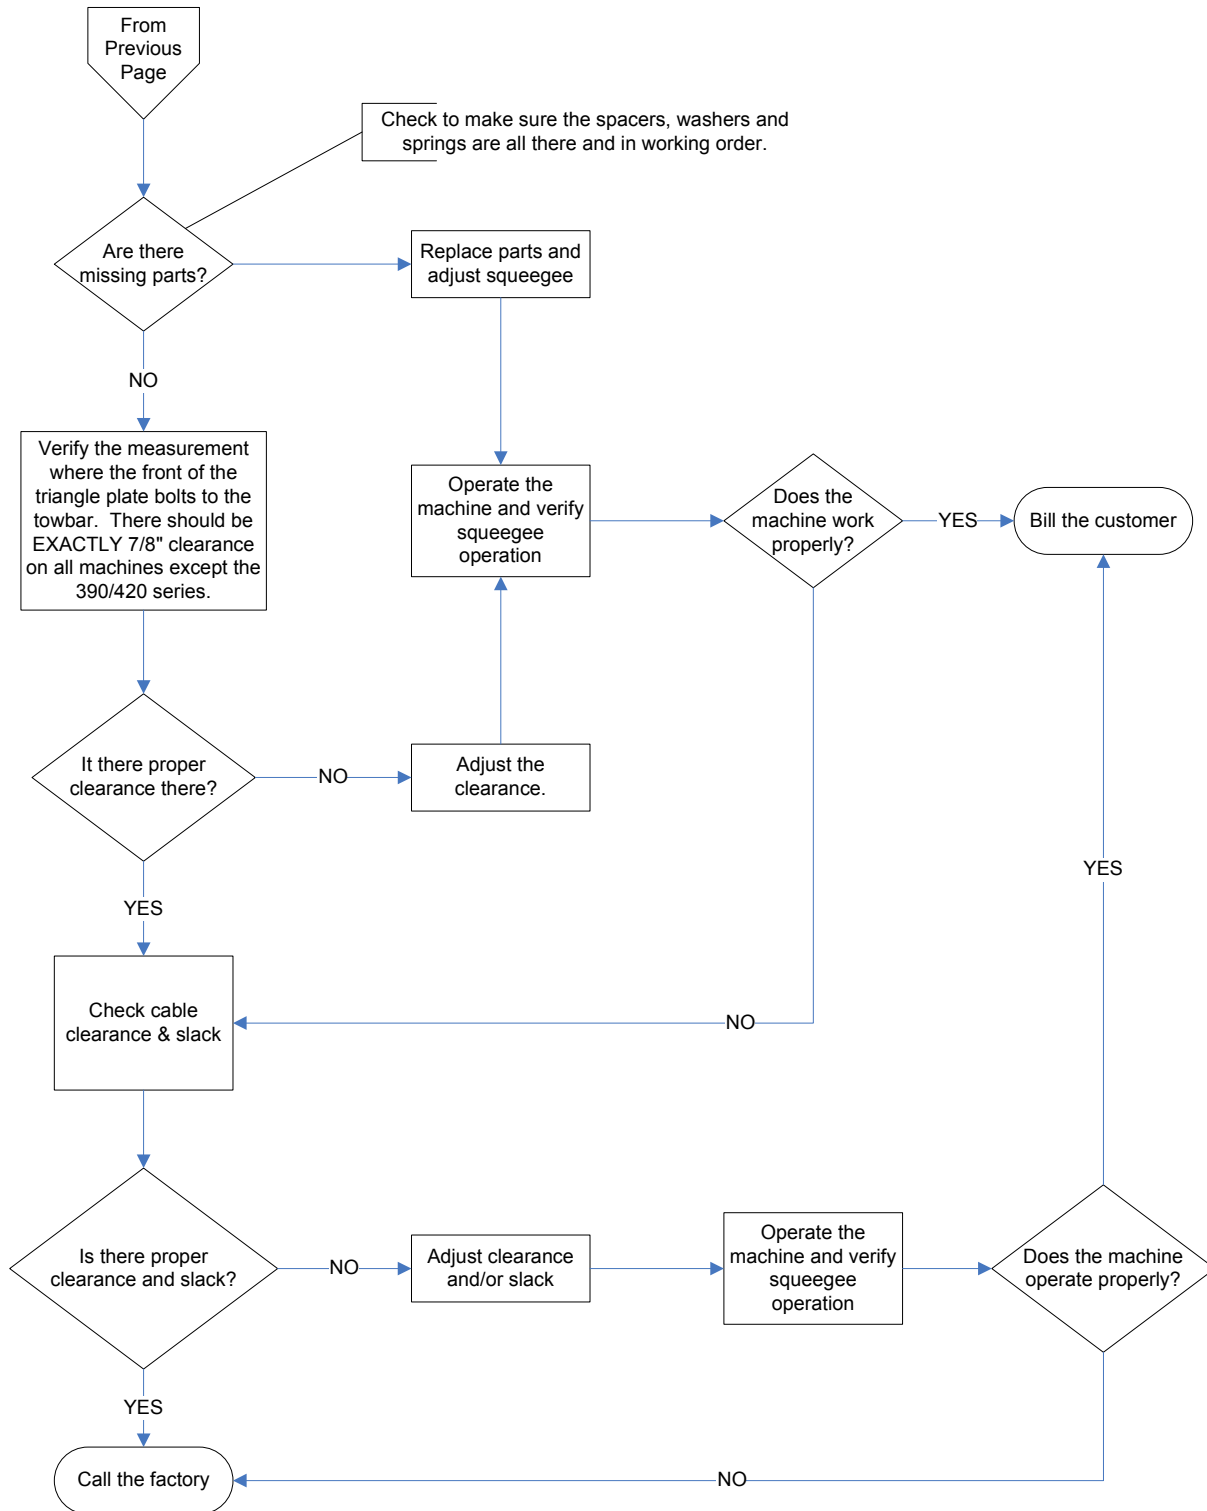 From
Previous
Page
Check to make sure the spacers, washers and
springs are all there and in working order.
Are there
missing parts?
Replace parts and
adjust squeegee
NO
Verify the measurement
where the front of the
triangle plate bolts to the
towbar.  There should be
EXACTLY 7/8" clearance
on all machines except the
390/420 series.
Operate the
machine and verify
squeegee
operation
Does the
machine work
properly?
YES
Bill the customer
It there proper
clearance there?
NO
Adjust the
clearance.
YES
YES
Check cable
clearance & slack
NO
Is there proper
clearance and slack?
NO
Adjust clearance
and/or slack
Operate the
machine and verify
squeegee
operation
Does the machine
operate properly?
YES
Call the factory
NO